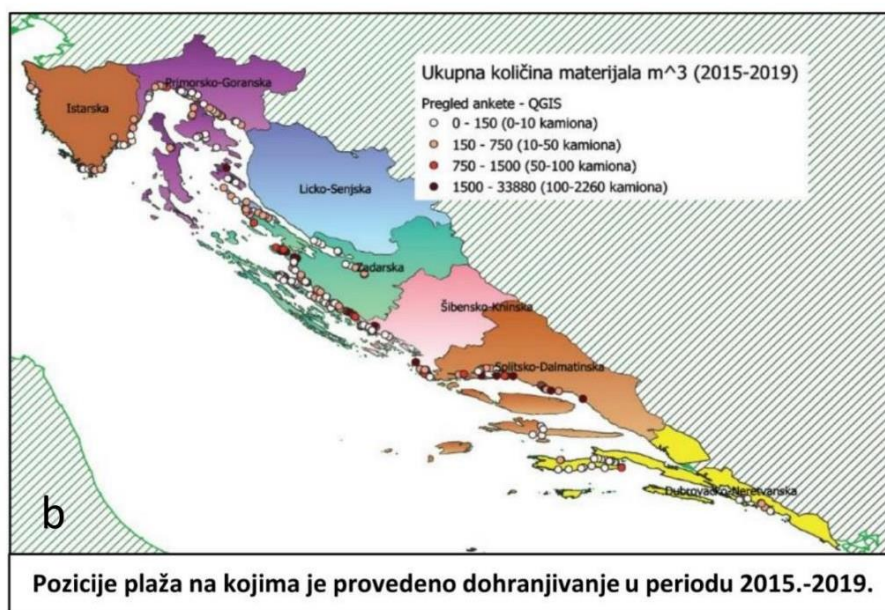 Ukupna količina materijala m^3 (2015-2019)
Pregled ankete - QGIS
0 - 150 (0-10 kamiona)
150 - 750 (10-50 kamiona)
750 - 1500 (50-100 kamiona)
1500 - 33880 (100-2260 kamiona)
Primorsko-Goranska
Istarska
Licko-Senjska
Zadarska
Šibensko-Kninska
Splitsko-Dalmatinska
Dubrovačko-Neretvanska
b
Pozicije plaža na kojima je provedeno dohranjivanje u periodu 2015.-2019.